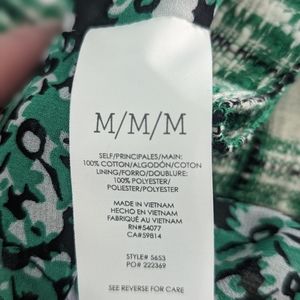 M/M/M
SELF/PRINCIPALES/MAIN:
100% COTTON/ALGODÓN/COTON
LINING/FORRO/DOUBLURE:
100% POLYESTER/
POLIESTER/POLYESTER
MADE IN VIETNAM
HECHO EN VIETNAM
FABRIQUÉ AU VIETNAM
RN#54077
CA#59814
STYLE# 5653
PO# 222369
SEE REVERSE FOR CARE